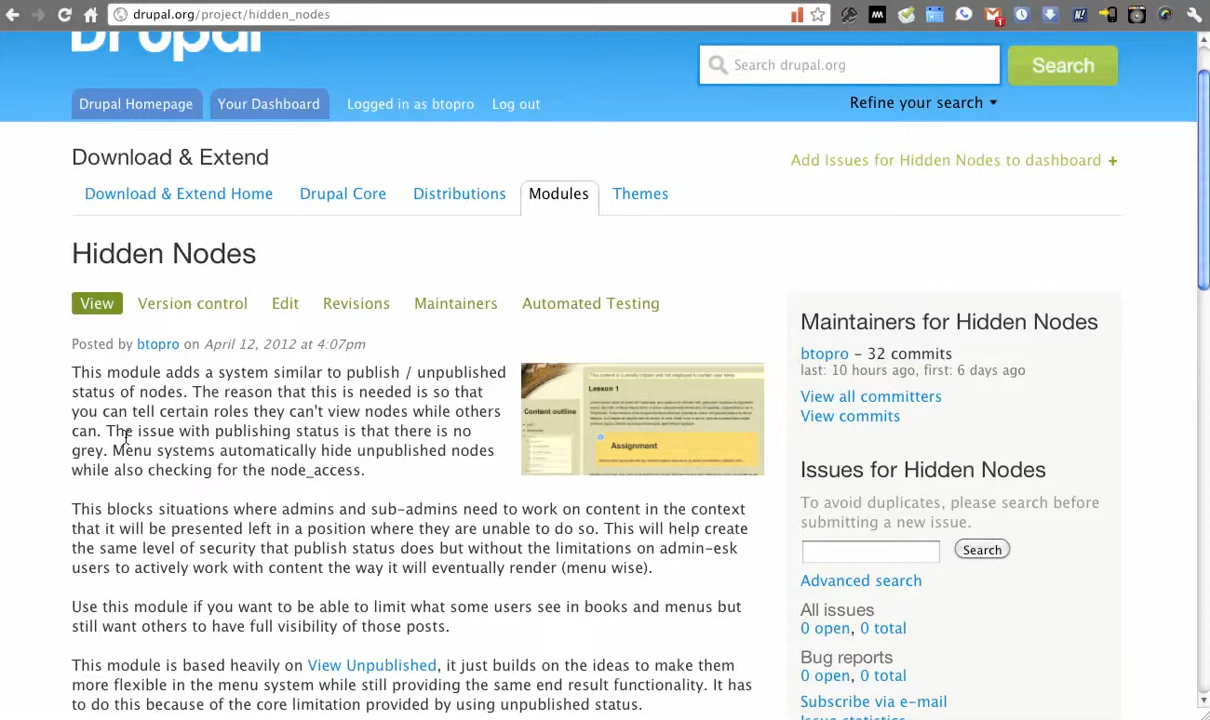 drupal.org/project/hidden_nodes
Drupal
Search drupal.org
Search
Drupal Homepage
Your Dashboard
Logged in as btopro
Log out
Refine your search
Download & Extend
Add Issues for Hidden Nodes to dashboard +
Download & Extend Home
Drupal Core
Distributions
Modules
Themes
Hidden Nodes
View
Version control
Edit
Revisions
Maintainers
Automated Testing
Posted by btopro on April 12, 2012 at 4:07pm
This module adds a system similar to publish / unpublished
status of nodes. The reason that this is needed is so that
you can tell certain roles they can't view nodes while others
can. The issue with publishing status is that there is no
grey. Menu systems automatically hide unpublished nodes
while also checking for the node_access.
Content outline
Lesson 1
Assignment
This blocks situations where admins and sub-admins need to work on content in the context
that it will be presented left in a position where they are unable to do so. This will help create
the same level of security that publish status does but without the limitations on admin-esk
users to actively work with content the way it will eventually render (menu wise).
Use this module if you want to be able to limit what some users see in books and menus but
still want others to have full visibility of those posts.
This module is based heavily on View Unpublished, it just builds on the ideas to make them
more flexible in the menu system while still providing the same end result functionality. It has
to do this because of the core limitation provided by using unpublished status.
Maintainers for Hidden Nodes
btopro – 32 commits
last: 10 hours ago, first: 6 days ago
View all committers
View commits
Issues for Hidden Nodes
To avoid duplicates, please search before
submitting a new issue.
Search
Advanced search
All issues
0 open, 0 total
Bug reports
0 open, 0 total
Subscribe via e-mail
Issue statistics